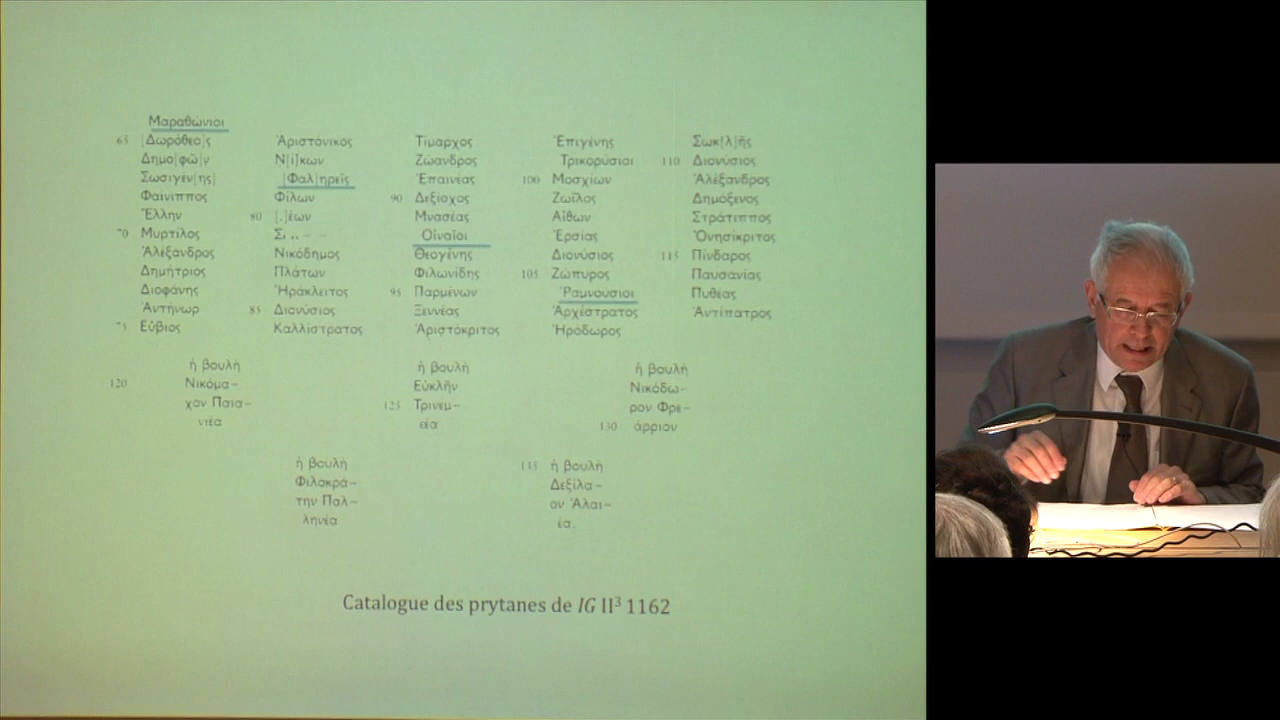 Μαραθώνιοι
65 [Δωρόθεο]ς
Δημο[φῶ]ν
Σωσιγέν[ης]
Φαίνιππος
Ἕλλην
70 Μυρτίλος
Ἀλέξανδρος
Δημήτριος
Διοφάνης
Ἀντήνωρ
75 Εὔβιος
Ἀριστόνικος
Ν[ί]κων
[Φαλ]ηρεῖς
Φίλων
80 [.]έων
Σ. .. – –
Νικόδημος
Πλάτων
Ἡράκλειτος
85 Διονύσιος
Καλλίστρατος
Τίμαρχος
Ζώανδρος
Ἐπαινέας
90 Δεξίοχος
Μνασέας
Οἰναῖοι
Θεογένης
Φιλωνίδης
95 Παρμένων
Ξεννέας
Ἀριστόκριτος
Ἐπιγένης
Τρικορύσιοι
100 Μοσχίων
Ζωΐλος
Αἴθων
Ἑρσίας
Διονύσιος
105 Ζώπυρος
Ῥαμνούσιοι
Ἀρχέστρατος
Ἡρόδωρος
Σωκ[λ]ῆς
110 Διονύσιος
Ἀλέξανδρος
Δημόξενος
Στράτιππος
Ὀνησίκριτος
115 Πίνδαρος
Παυσανίας
Πυθέας
Ἀντίπατρος
ἡ βουλὴ
120 Νικόμα–
χον Παια–
νιέα
ἡ βουλὴ
Εὐκλῆν
125 Τρινεμ–
εέα
ἡ βουλὴ
Νικόδω–
ρον Φρε–
130 άρριον
ἡ βουλὴ
Φιλοκρά–
την Παλ–
ληνέα
135 ἡ βουλὴ
Δεξίλα–
ον Ἁλαι–
έα.
Catalogue des prytanes de IG II³ 1162